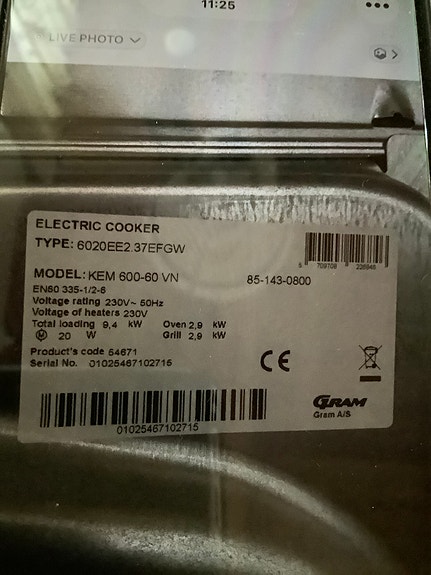 11:25
LIVE PHOTO
ELECTRIC COOKER
TYPE: 6020EE2.37EFGW
MODEL: KEM 600-60 VN 85-143-0800
EN60 335-1/2-6
Voltage rating 230V~ 50Hz
Voltage of heaters 230V
Total loading 9,4 kW Oven 2,9 kW
M 20 W Grill 2,9 kW
Product's code 54671
Serial No. 01025467102715
CE
GRAM
Gram A/S
01025467102715